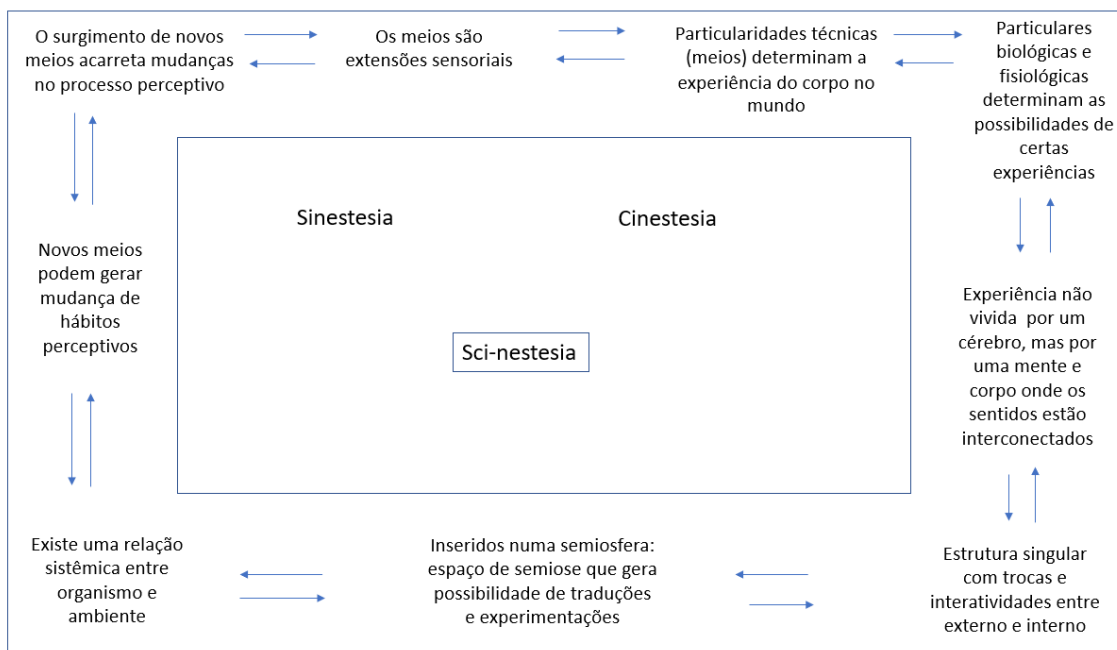 O surgimento de novos
meios acarreta mudanças
no processo perceptivo
Os meios são
extensões sensoriais
Particularidades técnicas
(meios) determinam a
experiência do corpo no
mundo
Particulares
biológicas e
fisiológicas
determinam as
possibilidades de
certas
experiências
Sinestesia
Cinestesia
Sci-nestesia
Novos meios
podem gerar
mudança de
hábitos
perceptivos
Experiência não
vivida por um
cérebro, mas por
uma mente e
corpo onde os
sentidos estão
interconectados
Existe uma relação
sistêmica entre
organismo e
ambiente
Inseridos numa semiosfera:
espaço de semiose que gera
possibilidade de traduções
e experimentações
Estrutura singular
com trocas e
interatividades entre
externo e interno